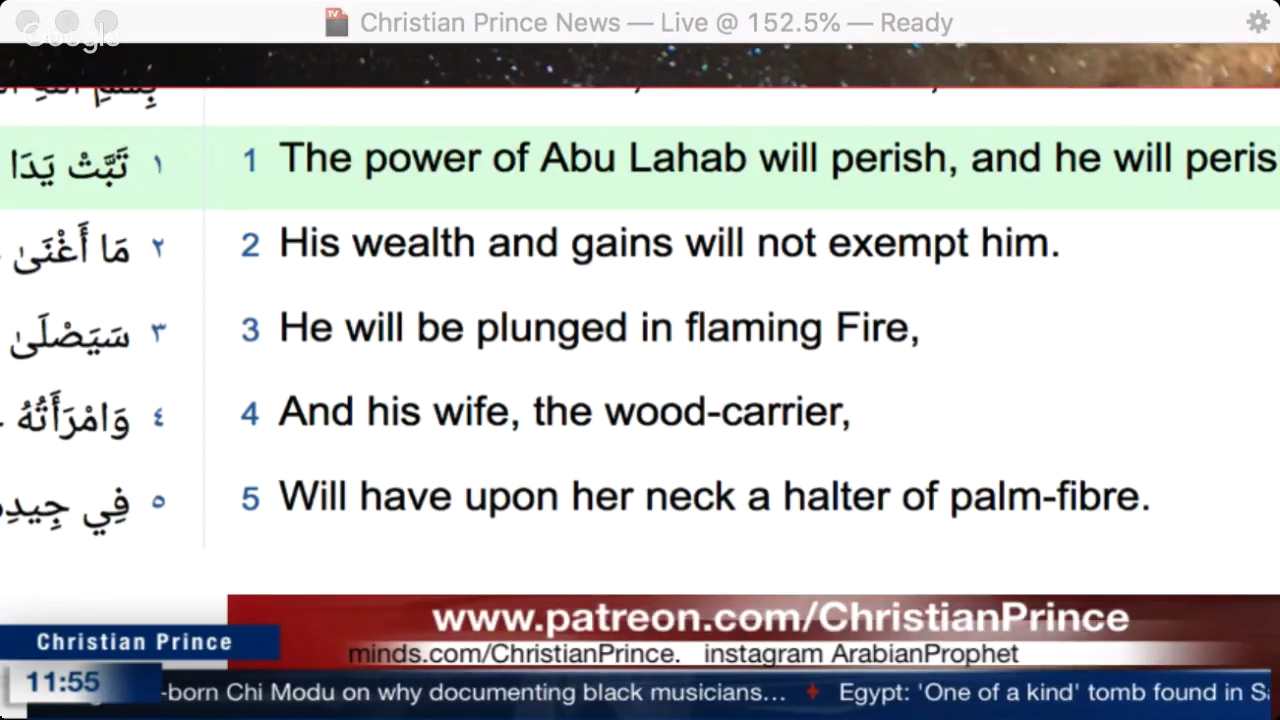 Christian Prince News — Live @ 152.5% — Ready
Google
تَبَّتْ يَدَا ١
1 The power of Abu Lahab will perish, and he will peris
مَا أَغْنَىٰ ٢
2 His wealth and gains will not exempt him.
سَيَصْلَىٰ ٣
3 He will be plunged in flaming Fire,
وَامْرَأَتُهُ ٤
4 And his wife, the wood-carrier,
فِي ٥
5 Will have upon her neck a halter of palm-fibre.
www.patreon.com/ChristianPrince
Christian Prince
minds.com/ChristianPrince. instagram ArabianProphet
11:55
-born Chi Modu on why documenting black musicians... Egypt: 'One of a kind' tomb found in